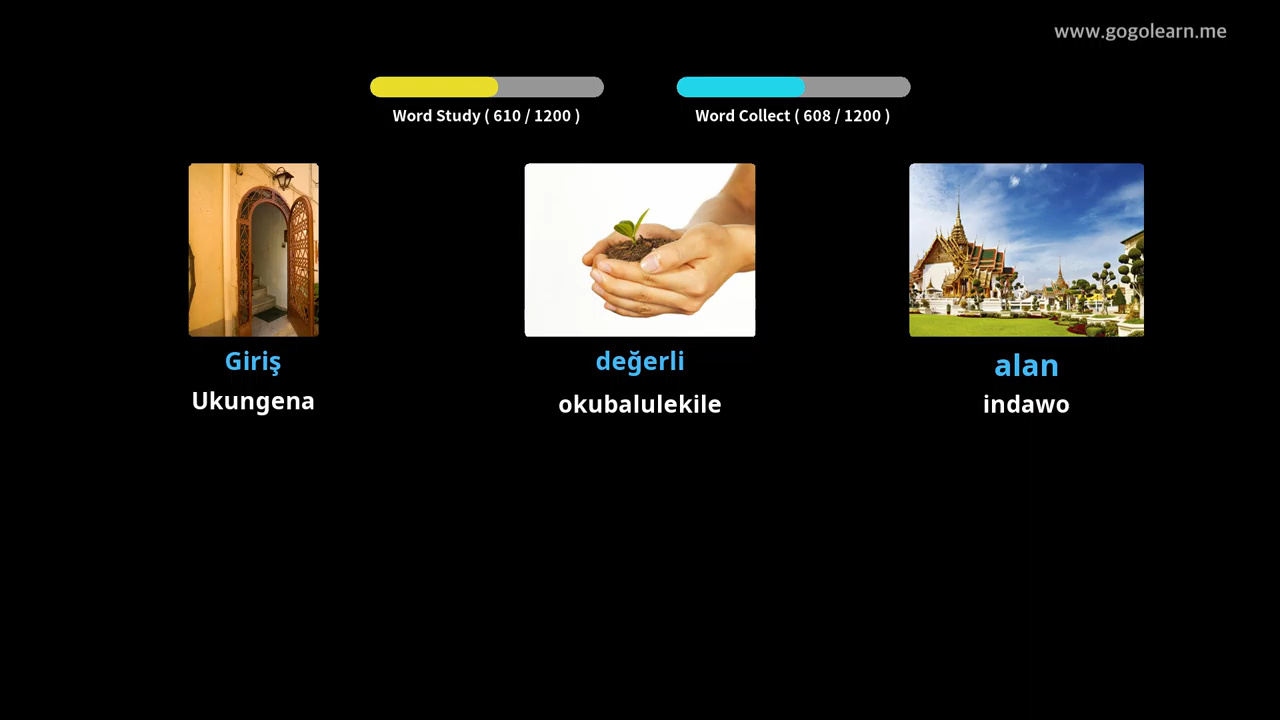 www.gogolearn.me
Word Study ( 610 / 1200 )
Word Collect ( 608 / 1200 )
Giriş
Ukungena
değerli
okubalulekile
alan
indawo